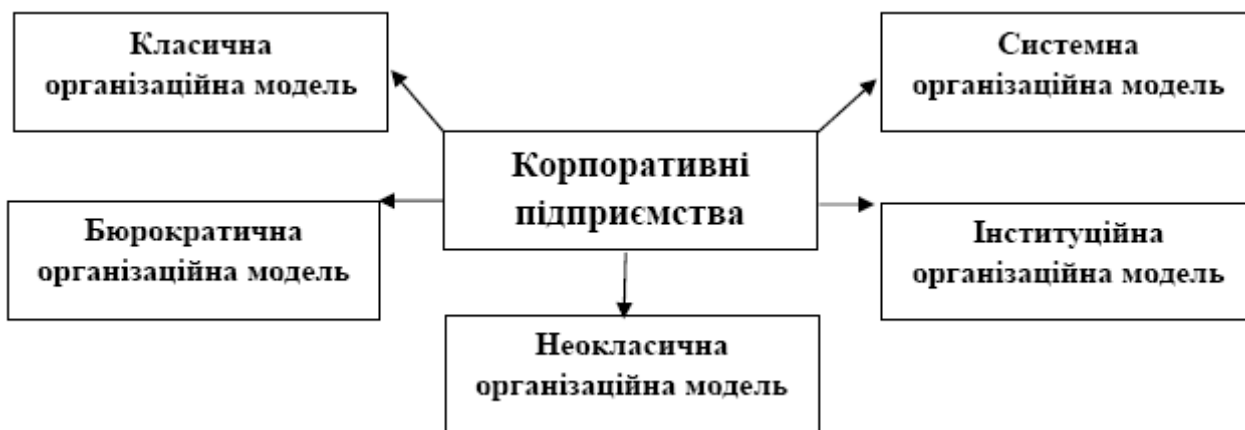 Класична
організаційна модель
Системна
організаційна модель
Корпоративні
підприємства
Бюрократична
організаційна модель
Інституційна
організаційна модель
Неокласична
організаційна модель